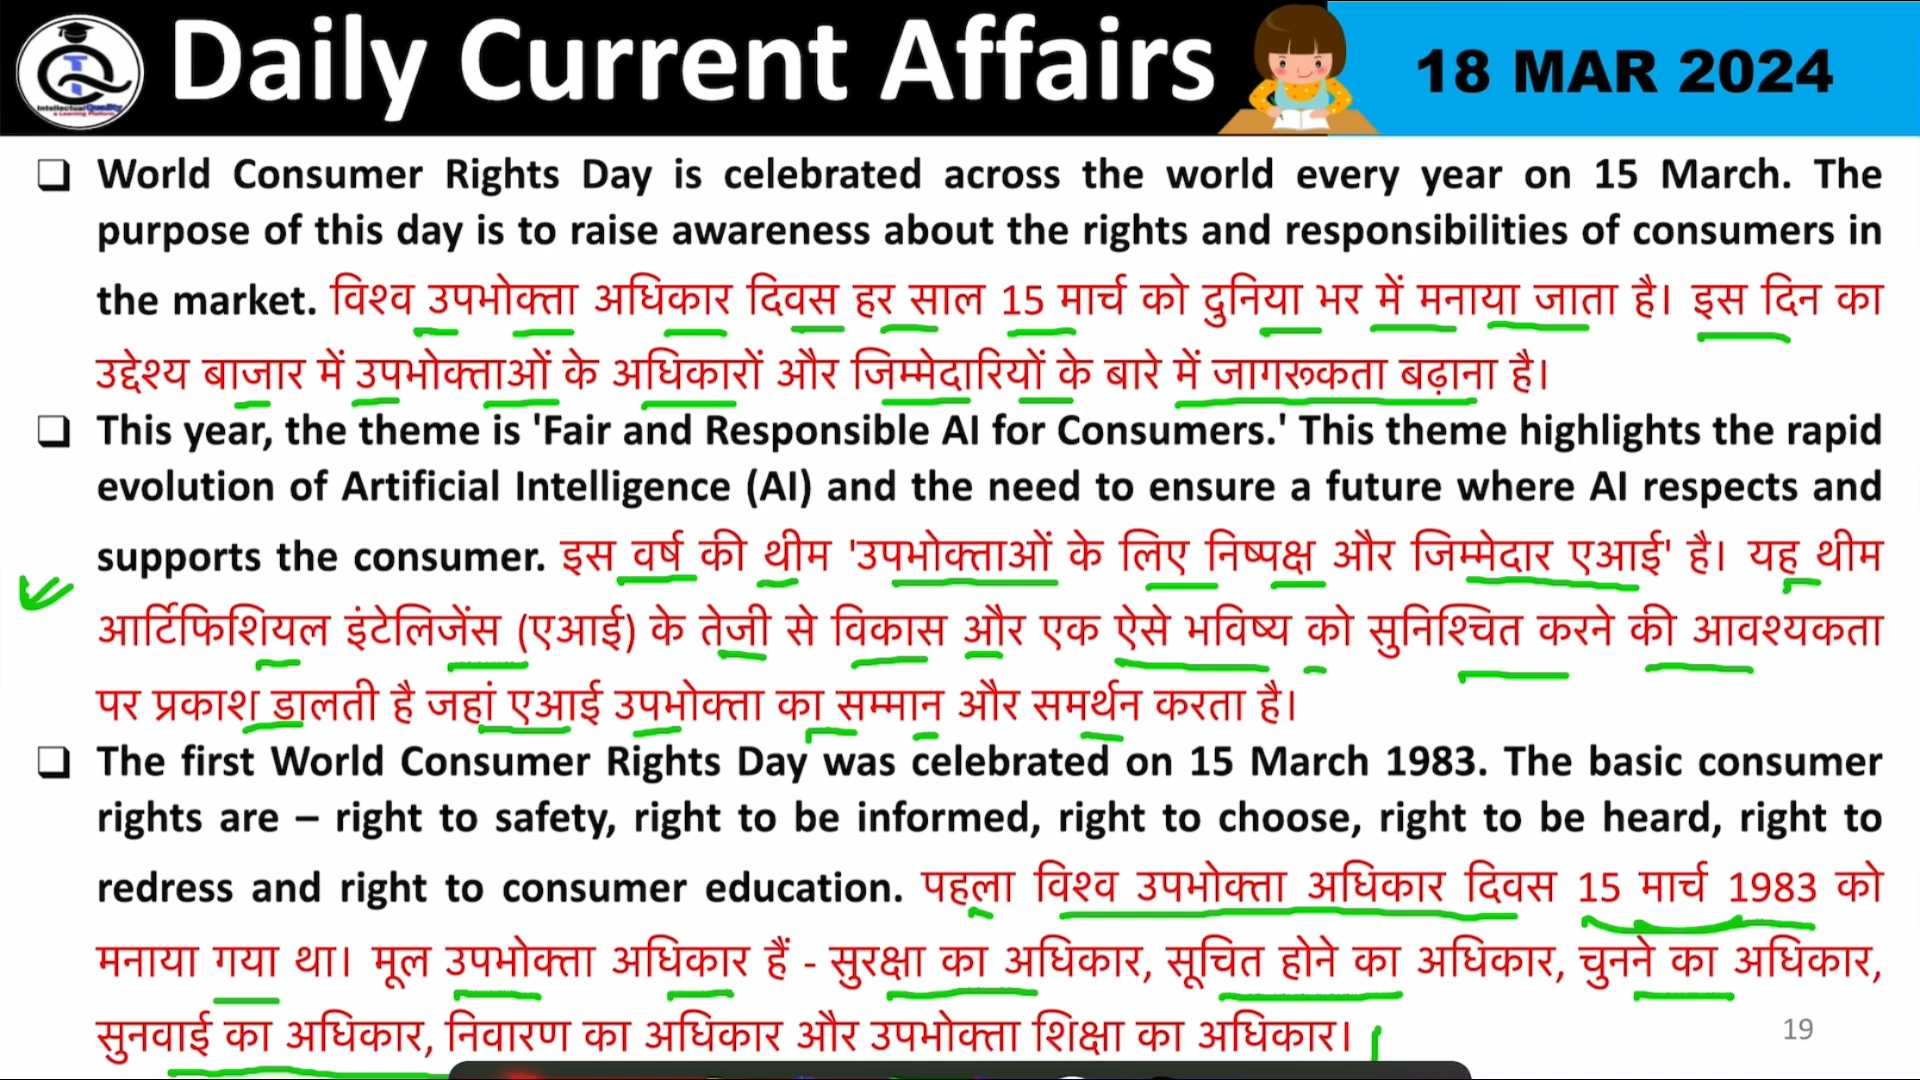 Daily Current Affairs
18 MAR 2024
World Consumer Rights Day is celebrated across the world every year on 15 March. The
purpose of this day is to raise awareness about the rights and responsibilities of consumers in
the market. विश्व उपभोक्ता अधिकार दिवस हर साल 15 मार्च को दुनिया भर में मनाया जाता है। इस दिन का
उद्देश्य बाजार में उपभोक्ताओं के अधिकारों और जिम्मेदारियों के बारे में जागरूकता बढ़ाना है।
This year, the theme is 'Fair and Responsible AI for Consumers.' This theme highlights the rapid
evolution of Artificial Intelligence (AI) and the need to ensure a future where AI respects and
supports the consumer. इस वर्ष की थीम 'उपभोक्ताओं के लिए निष्पक्ष और जिम्मेदार एआई' है। यह थीम
आर्टिफिशियल इंटेलिजेंस (एआई) के तेजी से विकास और एक ऐसे भविष्य को सुनिश्चित करने की आवश्यकता
पर प्रकाश डालती है जहां एआई उपभोक्ता का सम्मान और समर्थन करता है।
The first World Consumer Rights Day was celebrated on 15 March 1983. The basic consumer
rights are – right to safety, right to be informed, right to choose, right to be heard, right to
redress and right to consumer education. पहला विश्व उपभोक्ता अधिकार दिवस 15 मार्च 1983 को
मनाया गया था। मूल उपभोक्ता अधिकार हैं - सुरक्षा का अधिकार, सूचित होने का अधिकार, चुनने का अधिकार,
सुनवाई का अधिकार, निवारण का अधिकार और उपभोक्ता शिक्षा का अधिकार।
19